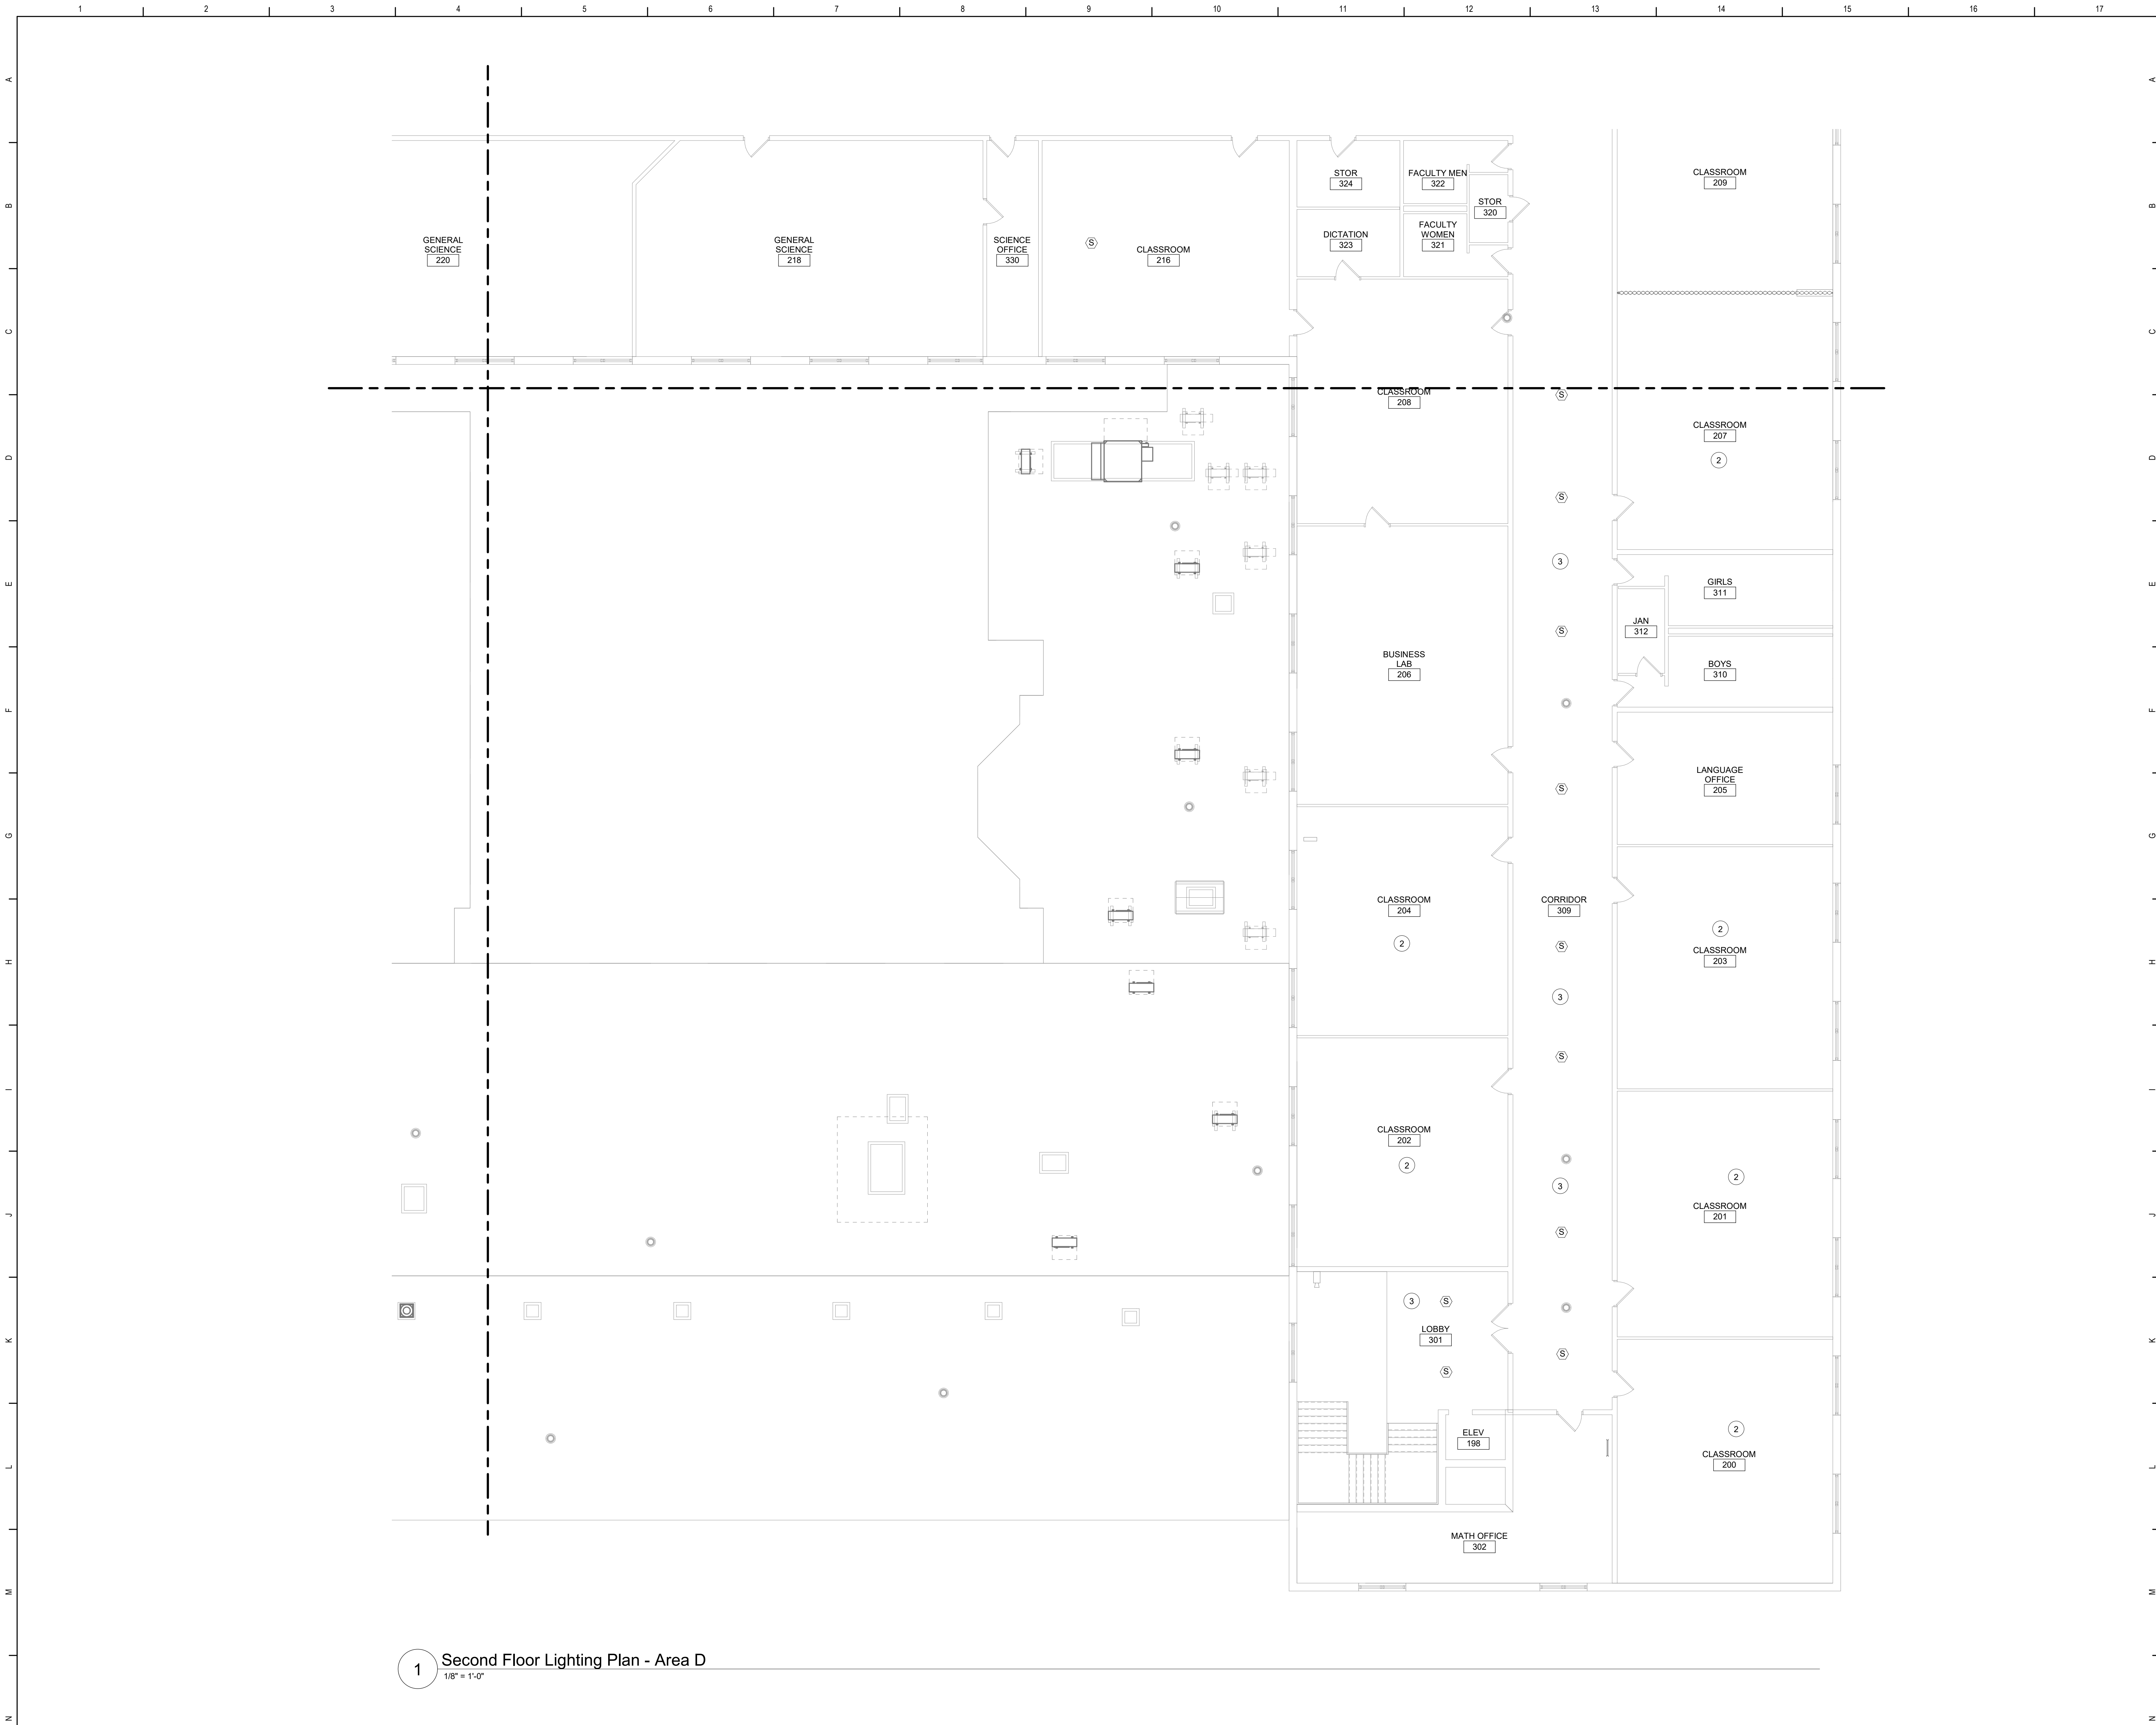 1 2 3 4 5 6 7 8 9 10 11 12 13 14 15 16 17
A A
B B
C C
D D
E E
F F
G G
H H
I I
J J
K K
L L
M M
N N
CLASSROOM
209
STOR
324
FACULTY MEN
322
STOR
320
DICTATION
323
FACULTY
WOMEN
321
GENERAL
SCIENCE
220
GENERAL
SCIENCE
218
SCIENCE
OFFICE
330
S
CLASSROOM
216
CLASSROOM
208
S
CLASSROOM
207
2
S
3
GIRLS
311
JAN
312
S
BUSINESS
LAB
206
BOYS
310
LANGUAGE
OFFICE
205
S
CLASSROOM
204
2
CORRIDOR
309
S
2
CLASSROOM
203
3
S
CLASSROOM
202
2
3
2
CLASSROOM
201
S
3
S
LOBBY
301
S
S
ELEV
198
2
CLASSROOM
200
MATH OFFICE
302
1
Second Floor Lighting Plan - Area D
1/8" = 1'-0"